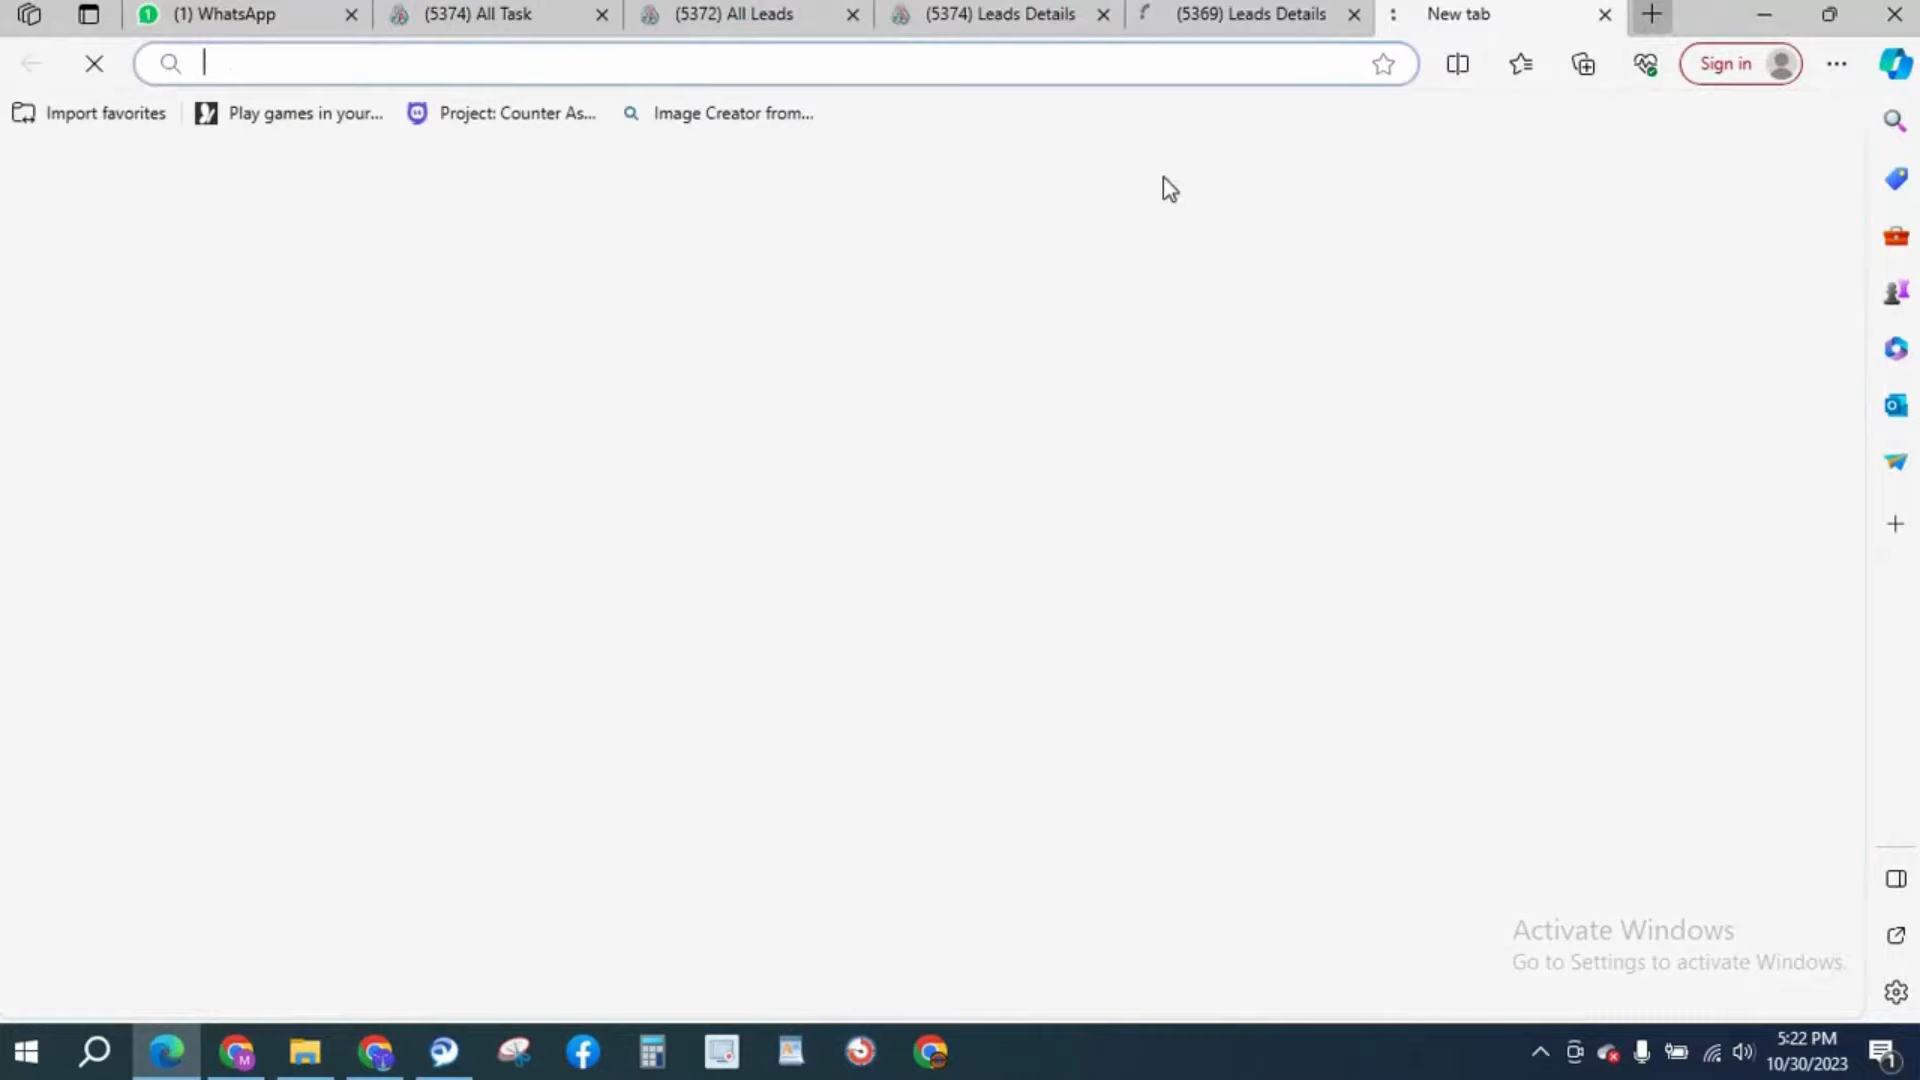 (1) WhatsApp
(5374) All Task
(5372) All Leads
(5374) Leads Details
(5369) Leads Details
New tab
Sign in
Import favorites
Play games in your...
Project: Counter As...
Image Creator from...
Activate Windows
Go to Settings to activate Windows.
5:22 PM
10/30/2023